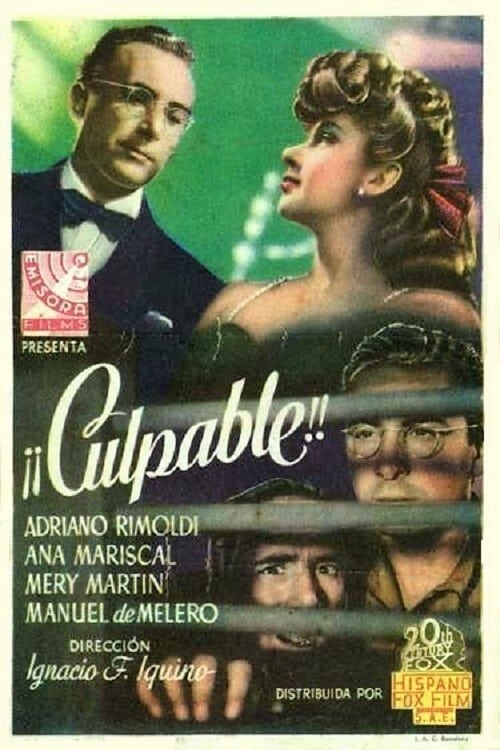 EMISORA
FILMS
PRESENTA
¡¡Culpable!!
ADRIANO RIMOLDI
ANA MARISCAL
MERY MARTIN
MANUEL de MELERO
DIRECCIÓN
Ignacio F. Iquino
DISTRIBUIDA POR
20th
CENTURY
FOX
HISPANO
FOX FILM
S.A.E.
I. A. C. Barcelona